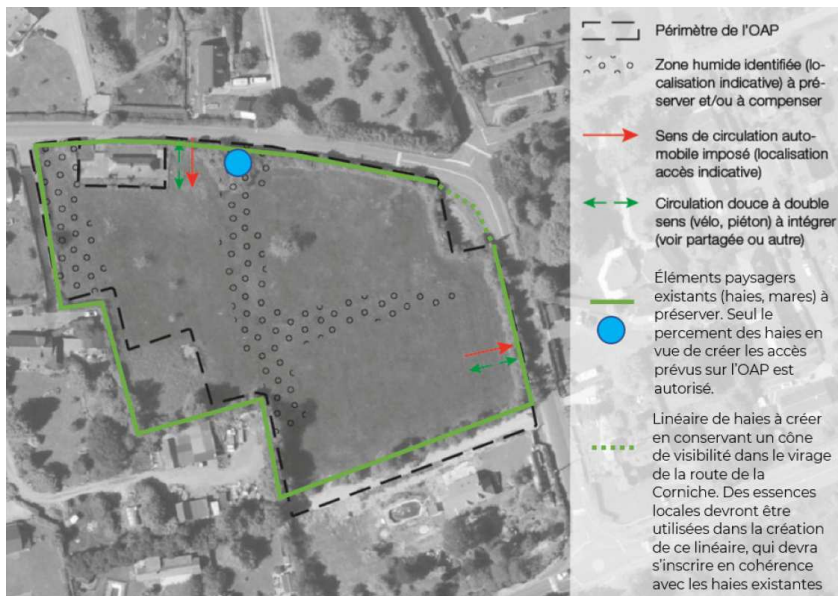 Périmètre de l'OAP
Zone humide identifiée (lo-
calisation indicative) à pré-
server et/ou à compenser
Sens de circulation auto-
mobile imposé (localisation
accès indicative)
Circulation douce à double
sens (vélo, piéton) à intégrer
(voir partagée ou autre)
Éléments paysagers
existants (haies, mares) à
préserver. Seul le
percement des haies en
vue de créer les accès
prévus sur l'OAP est
autorisé.
Linéaire de haies à créer
en conservant un cône
de visibilité dans le virage
de la route de la
Corniche. Des essences
locales devront être
utilisées dans la création
de ce linéaire, qui devra
s'inscrire en cohérence
avec les haies existantes